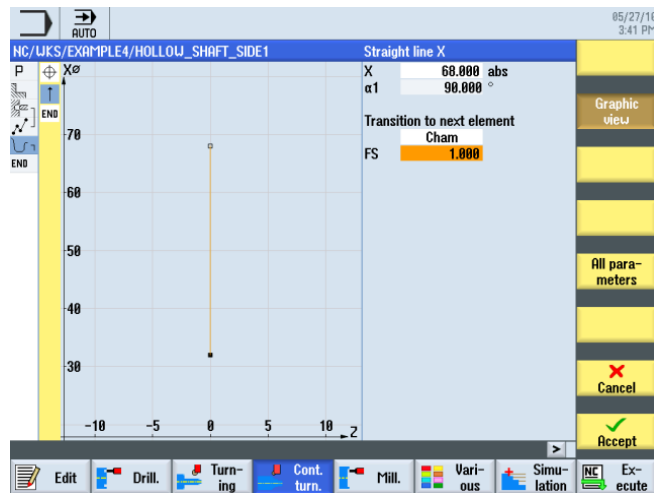 AUTO
05/27/16
3:41 PM
NC/WKS/EXAMPLE4/HOLLOW_SHAFT_SIDE1
Straight line X
P
END
END
XØ
70
60
50
40
30
-10 -5 0 5 10 Z
X 68.000 abs
α1 90.000 °
Transition to next element
Cham
FS 1.000
Graphic
view
All para-
meters
Cancel
Accept
>
Edit
Drill.
Turn-
ing
Cont.
turn.
Mill.
Vari-
ous
Simu-
lation
NC
Ex-
ecute